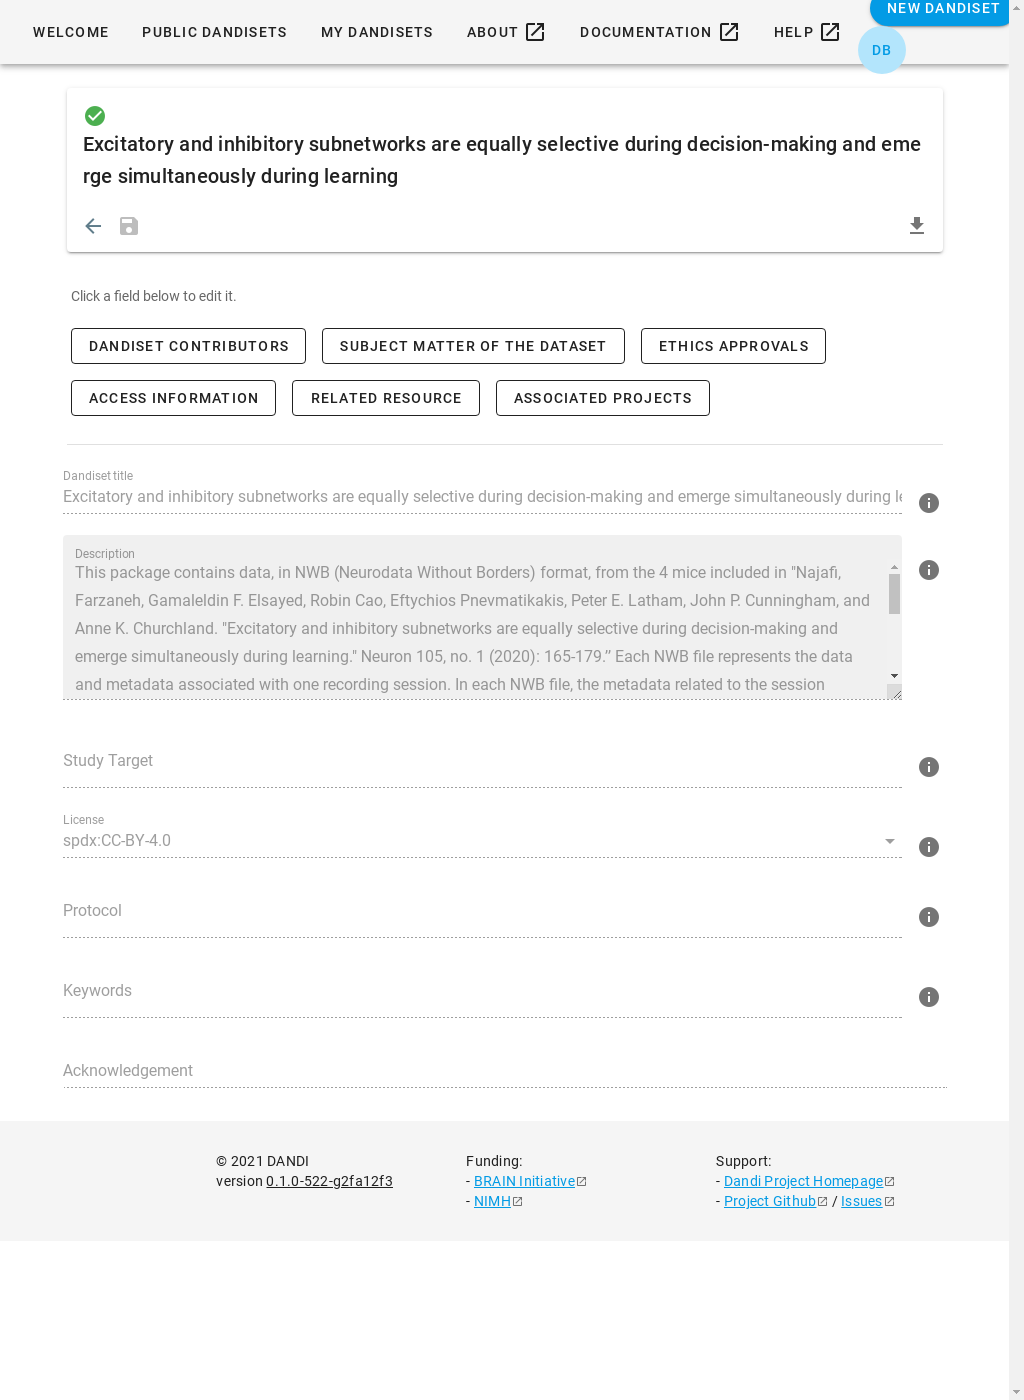 NEW DANDISET
WELCOME PUBLIC DANDISETS MY DANDISETS ABOUT DOCUMENTATION HELP
DB
Excitatory and inhibitory subnetworks are equally selective during decision-making and eme
rge simultaneously during learning
Click a field below to edit it.
DANDISET CONTRIBUTORS SUBJECT MATTER OF THE DATASET ETHICS APPROVALS
ACCESS INFORMATION RELATED RESOURCE ASSOCIATED PROJECTS
Dandiset title
Excitatory and inhibitory subnetworks are equally selective during decision-making and emerge simultaneously during le
Description
This package contains data, in NWB (Neurodata Without Borders) format, from the 4 mice included in "Najafi,
Farzaneh, Gamaleldin F. Elsayed, Robin Cao, Eftychios Pnevmatikakis, Peter E. Latham, John P. Cunningham, and
Anne K. Churchland. "Excitatory and inhibitory subnetworks are equally selective during decision-making and
emerge simultaneously during learning." Neuron 105, no. 1 (2020): 165-179.” Each NWB file represents the data
and metadata associated with one recording session. In each NWB file, the metadata related to the session
Study Target
License
spdx:CC-BY-4.0
Protocol
Keywords
Acknowledgement
© 2021 DANDI
version 0.1.0-522-g2fa12f3
Funding:
- BRAIN Initiative
- NIMH
Support:
- Dandi Project Homepage
- Project Github / Issues